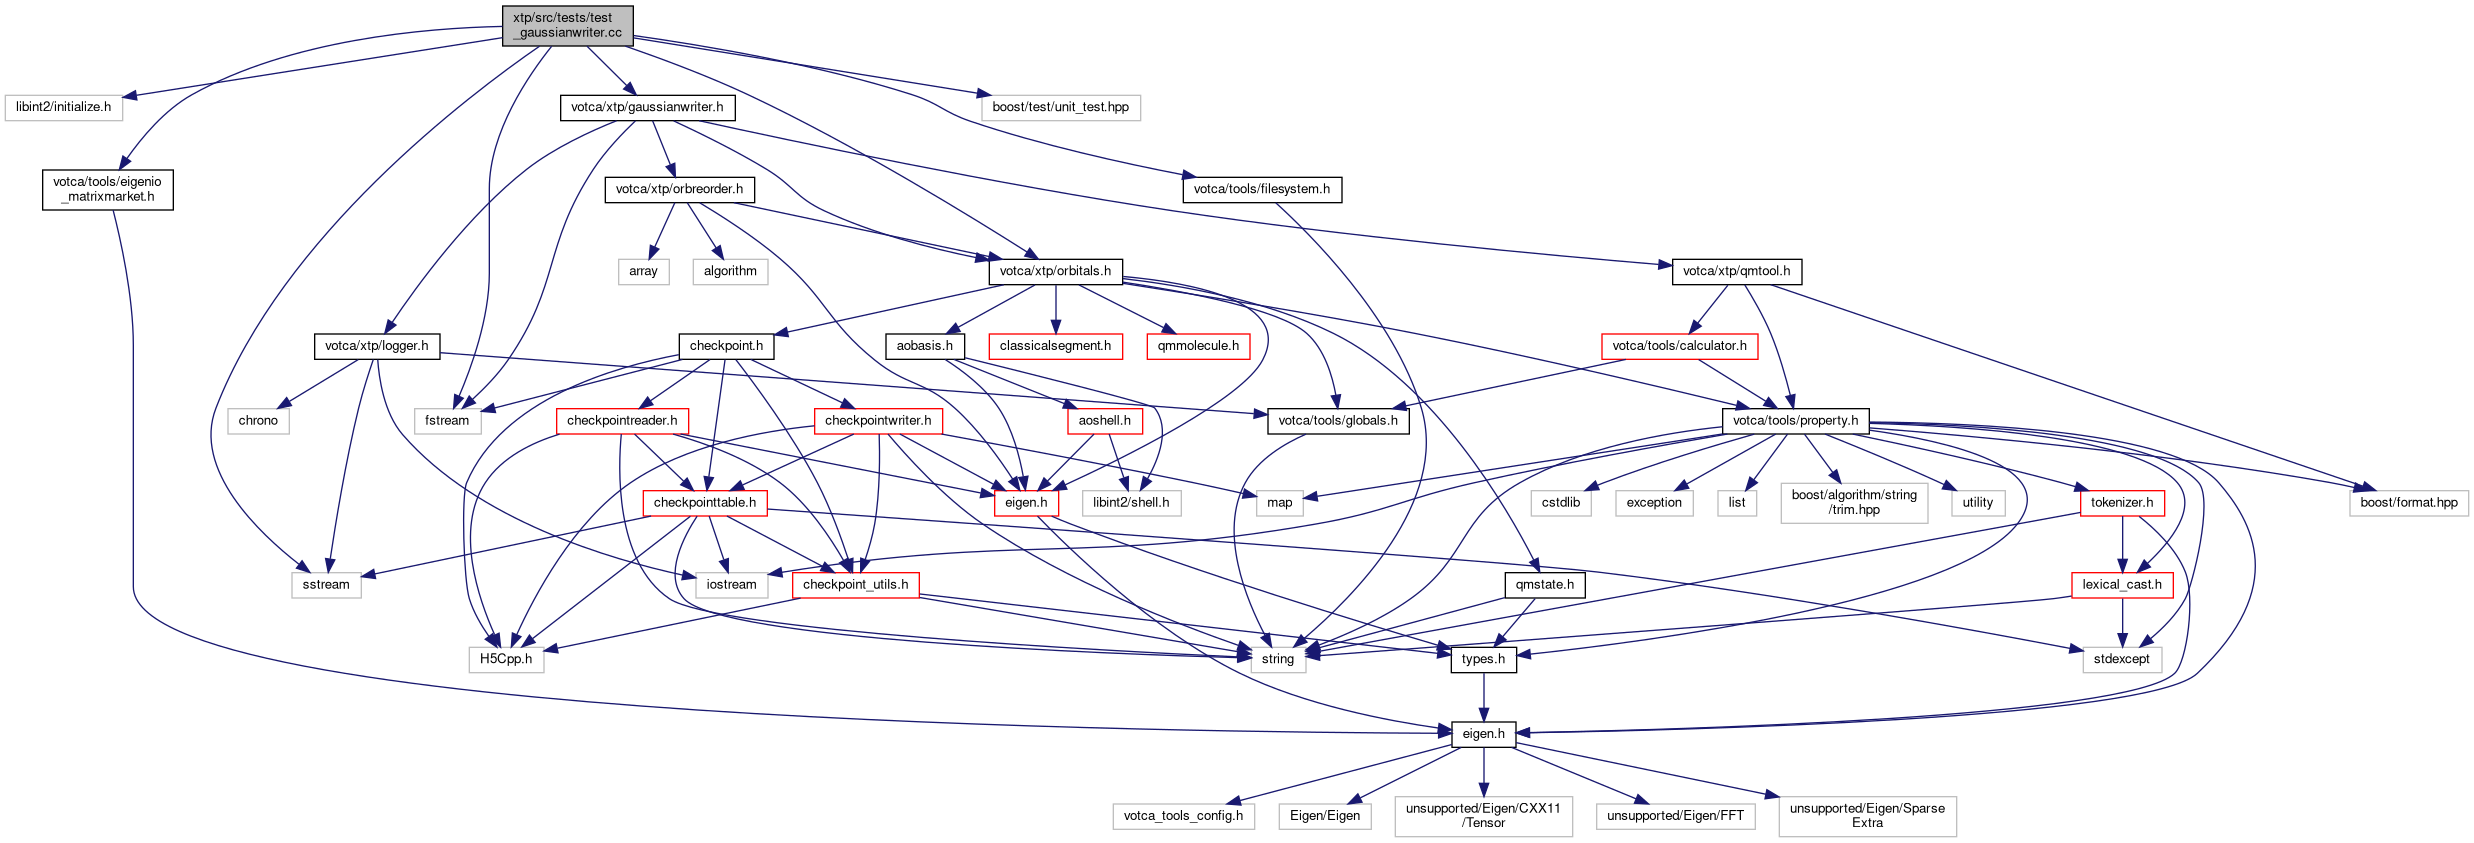 xtp/src/tests/test
_gaussianwriter.cc
libint2/initialize.h
votca/xtp/gaussianwriter.h
boost/test/unit_test.hpp
votca/tools/eigenio
_matrixmarket.h
votca/xtp/orbreorder.h
votca/tools/filesystem.h
array
algorithm
votca/xtp/orbitals.h
votca/xtp/qmtool.h
votca/xtp/logger.h
checkpoint.h
aobasis.h
classicalsegment.h
qmmolecule.h
votca/tools/calculator.h
chrono
fstream
checkpointreader.h
checkpointwriter.h
aoshell.h
votca/tools/globals.h
votca/tools/property.h
checkpointtable.h
eigen.h
libint2/shell.h
map
cstdlib
exception
list
boost/algorithm/string
/trim.hpp
utility
tokenizer.h
boost/format.hpp
sstream
iostream
checkpoint_utils.h
qmstate.h
lexical_cast.h
H5Cpp.h
string
types.h
stdexcept
eigen.h
votca_tools_config.h
Eigen/Eigen
unsupported/Eigen/CXX11
/Tensor
unsupported/Eigen/FFT
unsupported/Eigen/Sparse
Extra